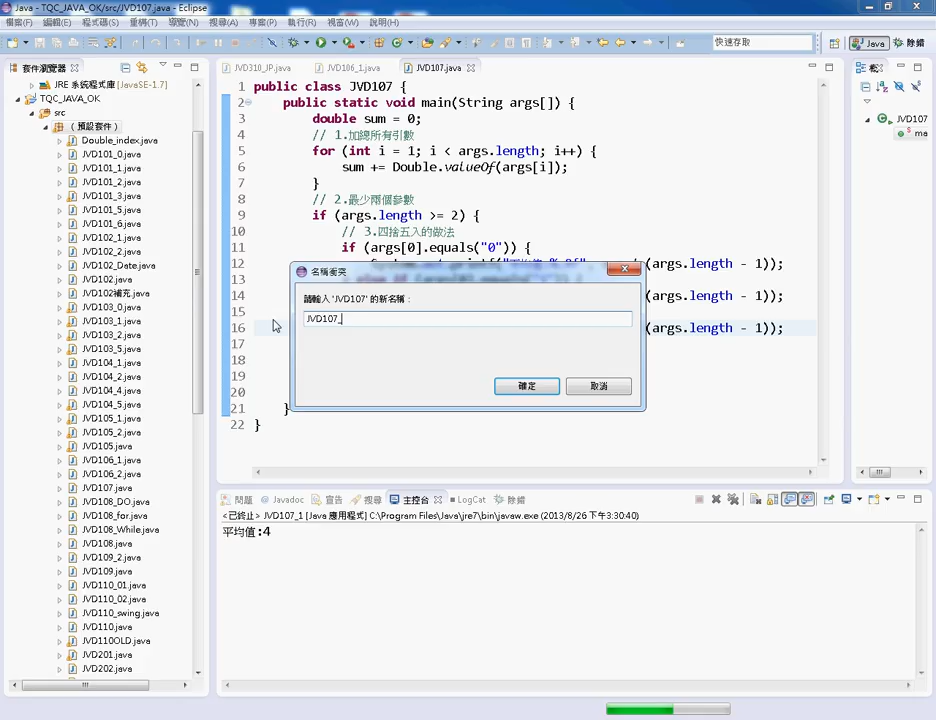 Java - TQC_JAVA_OK/src/JVD107.java - Eclipse
檔案(F) 編輯(E) 程式碼(S) 重構(T) 導覽(N) 搜尋(A) 專案(P) 執行(R) 視窗(W) 說明(H)
快速存取
Java
除錯
套件瀏覽器
JRE 系統程式庫 [JavaSE-1.7]
TQC_JAVA_OK
src
(預設套件)
Double_index.java
JVD101_0.java
JVD101_1.java
JVD101_2.java
JVD101_3.java
JVD101_5.java
JVD101_6.java
JVD102_1.java
JVD102_2.java
JVD102_Date.java
JVD102.java
JVD102補充.java
JVD103_0.java
JVD103_1.java
JVD103_2.java
JVD103_5.java
JVD104_1.java
JVD104_2.java
JVD104_4.java
JVD104_5.java
JVD105_1.java
JVD105_2.java
JVD105.java
JVD106_1.java
JVD106_2.java
JVD107.java
JVD108_DO.java
JVD108_for.java
JVD108_While.java
JVD108.java
JVD109_2.java
JVD109.java
JVD110_01.java
JVD110_02.java
JVD110_swing.java
JVD110.java
JVD110OLD.java
JVD201.java
JVD202.java
JVD310_JP.java JVD106_1.java JVD107.java
1 public class JVD107 {
2 public static void main(String args[]) {
3 double sum = 0;
4 // 1.加總所有引數
5 for (int i = 1; i < args.length; i++) {
6 sum += Double.valueOf(args[i]);
7 }
8 // 2.最少兩個參數
9 if (args.length >= 2) {
10 // 3.四捨五入的做法
11 if (args[0].equals("0")) {
12 (args.length - 1));
14 (args.length - 1));
15
16 (args.length - 1));
17
18
19
20
21 }
22 }
名稱衝突
請輸入 'JVD107' 的新名稱:
JVD107_
確定
取消
JVD107
ma
問題 Javadoc 宣告 搜尋 主控台 LogCat 除錯
<已終止> JVD107_1 [Java 應用程式] C:\Program Files\Java\jre7\bin\javaw.exe (2013/8/26 下午3:30:40)
平均值:4